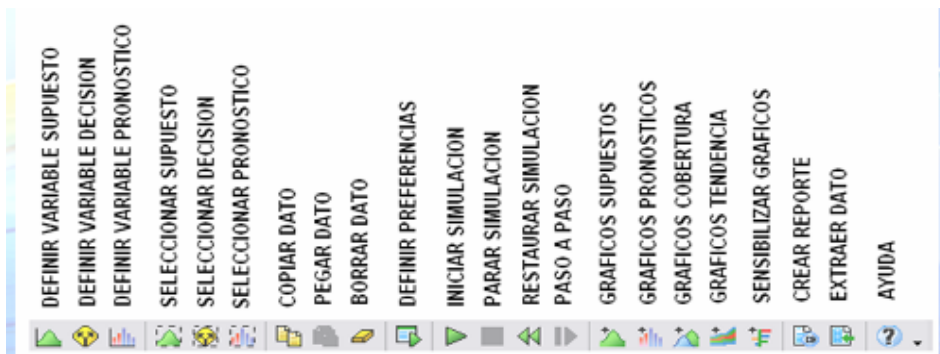 DEFINIR VARIABLE SUPUESTO
DEFINIR VARIABLE DECISION
DEFINIR VARIABLE PRONOSTICO
SELECCIONAR SUPUESTO
SELECCIONAR DECISION
SELECCIONAR PRONOSTICO
COPIAR DATO
PEGAR DATO
BORRAR DATO
DEFINIR PREFERENCIAS
INICIAR SIMULACION
PARAR SIMULACION
RESTAURAR SIMULACION
PASO A PASO
GRAFICOS SUPUESTOS
GRAFICOS PRONOSTICOS
GRAFICOS COBERTURA
GRAFICOS TENDENCIA
SENSIBILIZAR GRAFICOS
CREAR REPORTE
EXTRAER DATO
AYUDA